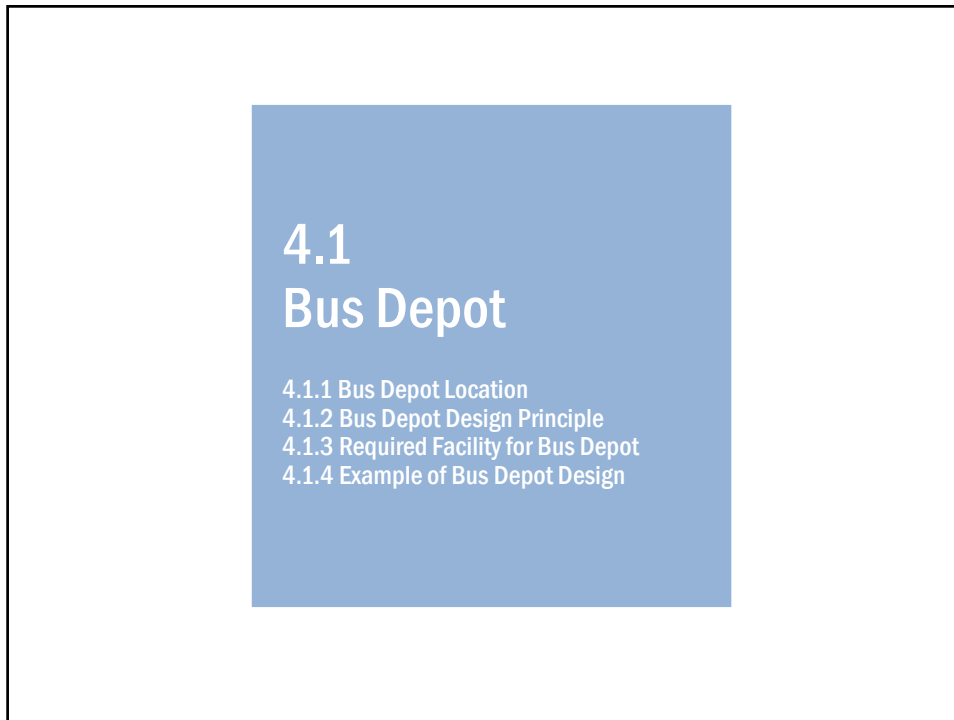 4.1
Bus Depot
4.1.1 Bus Depot Location
4.1.2 Bus Depot Design Principle
4.1.3 Required Facility for Bus Depot
4.1.4 Example of Bus Depot Design